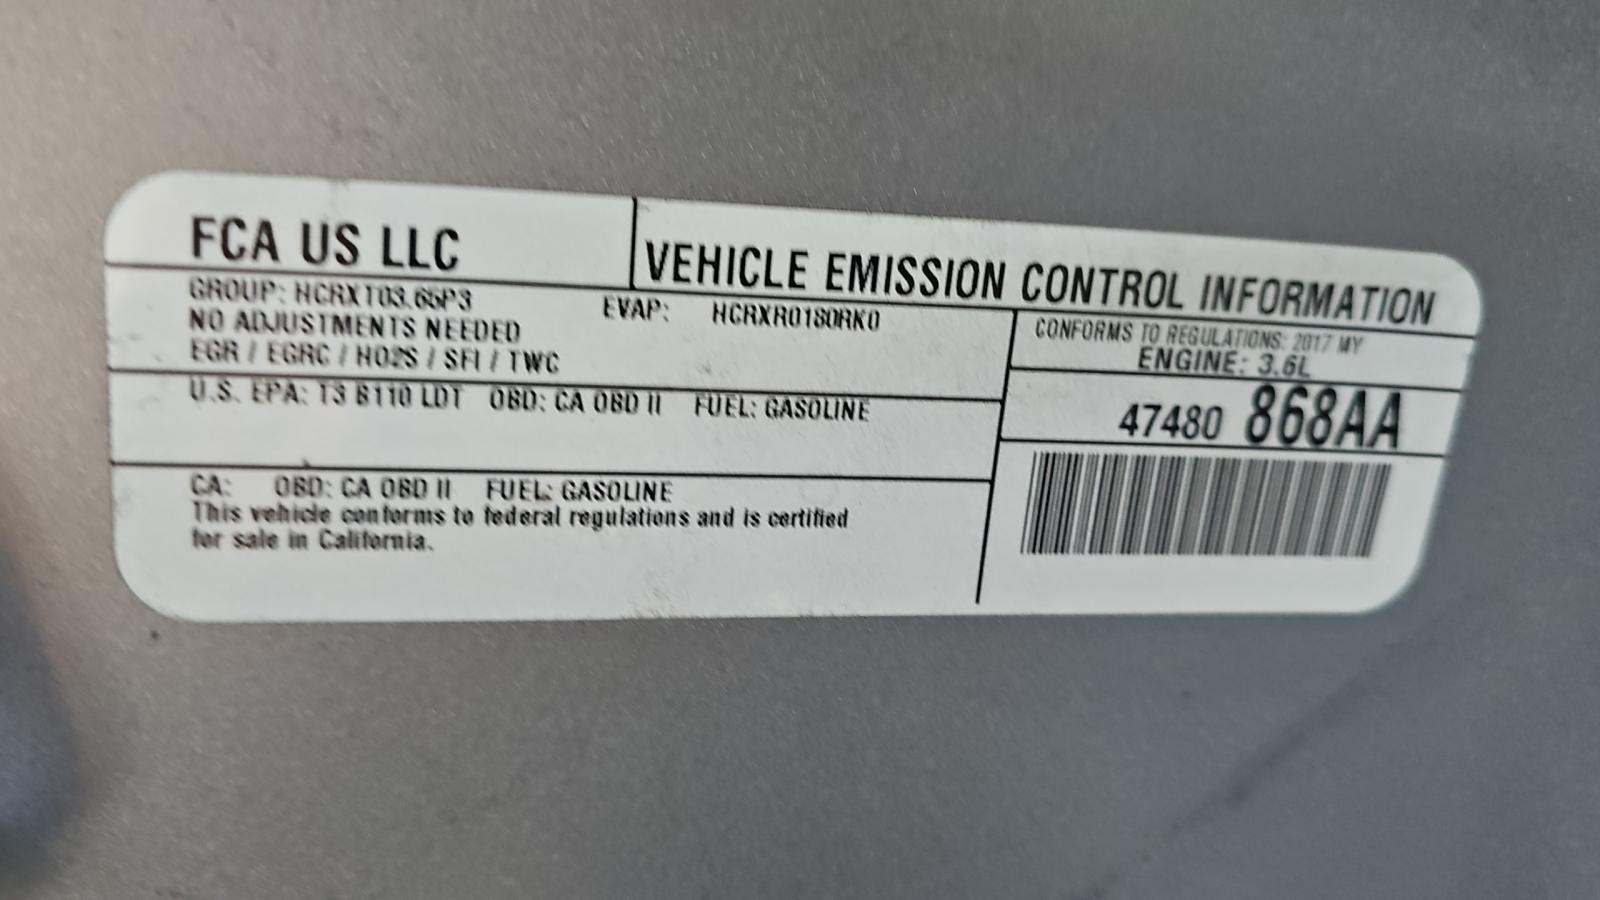 FCA US LLC
VEHICLE EMISSION CONTROL INFORMATION
GROUP: HCRXT03.65P3 EVAP: HCRXR0180RK0
NO ADJUSTMENTS NEEDED
EGR / EGRC / HO2S / SFI / TWC
CONFORMS TO REGULATIONS: 2017 MY
ENGINE: 3.6L
U.S. EPA: T3 B110 LDT OBD: CA OBD II FUEL: GASOLINE
47480 868AA
CA: OBD: CA OBD II FUEL: GASOLINE
This vehicle conforms to federal regulations and is certified
for sale in California.